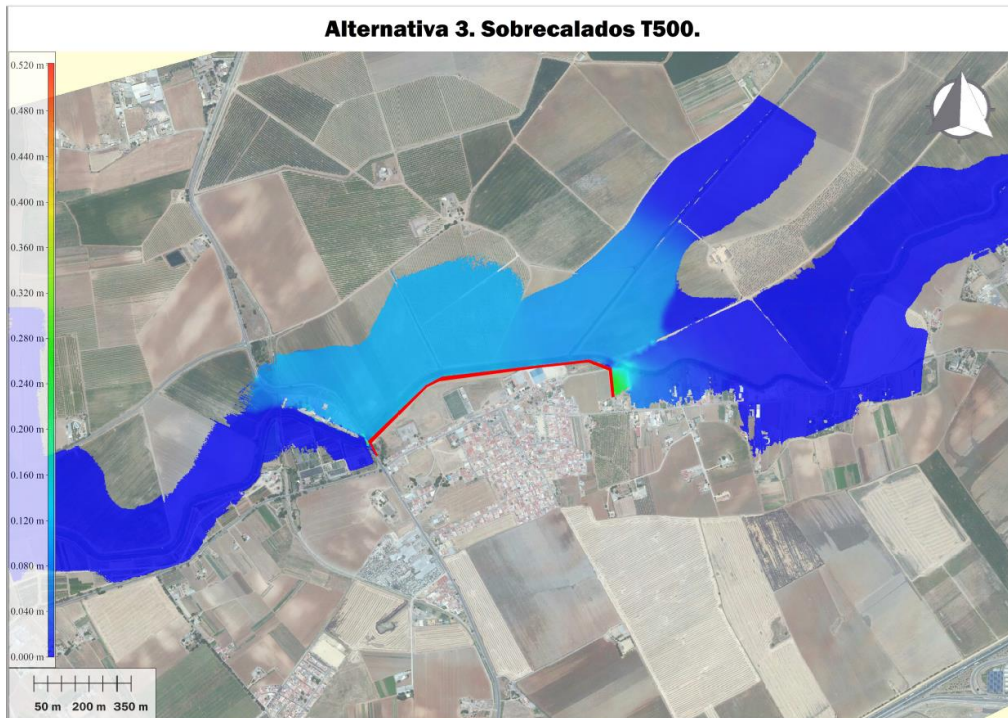 Alternativa 3. Sobrecalados T500.
0.520 m
0.480 m
0.440 m
0.400 m
0.360 m
0.320 m
0.280 m
0.240 m
0.200 m
0.160 m
0.120 m
0.080 m
0.040 m
0.000 m
50 m 200 m 350 m